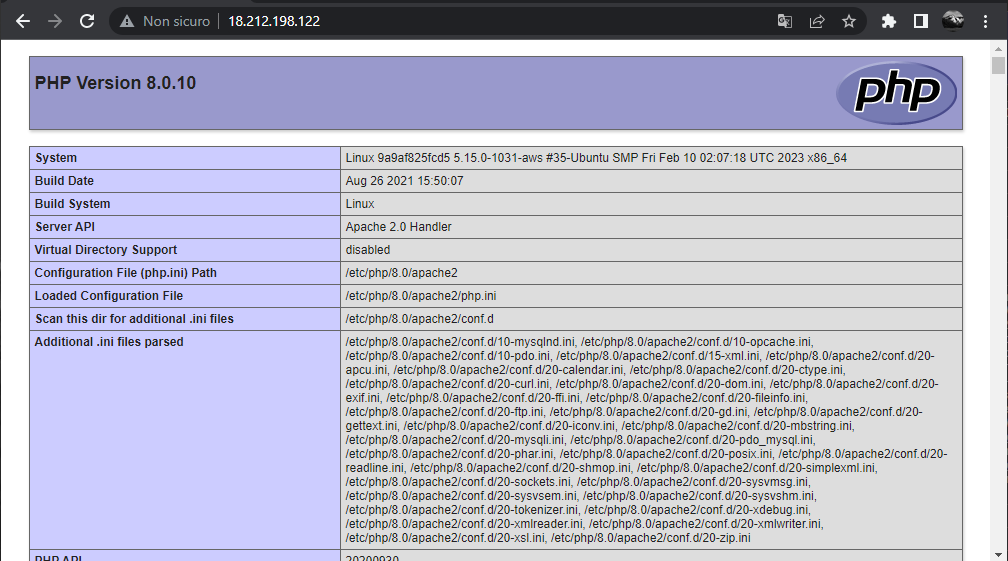 Non sicuro 18.212.198.122
PHP Version 8.0.10
php
System Linux 9a9af825fcd5 5.15.0-1031-aws #35-Ubuntu SMP Fri Feb 10 02:07:18 UTC 2023 x86_64
Build Date Aug 26 2021 15:50:07
Build System Linux
Server API Apache 2.0 Handler
Virtual Directory Support disabled
Configuration File (php.ini) Path /etc/php/8.0/apache2
Loaded Configuration File /etc/php/8.0/apache2/php.ini
Scan this dir for additional .ini files /etc/php/8.0/apache2/conf.d
Additional .ini files parsed /etc/php/8.0/apache2/conf.d/10-mysqlnd.ini, /etc/php/8.0/apache2/conf.d/10-opcache.ini,
/etc/php/8.0/apache2/conf.d/10-pdo.ini, /etc/php/8.0/apache2/conf.d/15-xml.ini, /etc/php/8.0/apache2/conf.d/20-
apcu.ini, /etc/php/8.0/apache2/conf.d/20-calendar.ini, /etc/php/8.0/apache2/conf.d/20-ctype.ini,
/etc/php/8.0/apache2/conf.d/20-curl.ini, /etc/php/8.0/apache2/conf.d/20-dom.ini, /etc/php/8.0/apache2/conf.d/20-
exif.ini, /etc/php/8.0/apache2/conf.d/20-ffi.ini, /etc/php/8.0/apache2/conf.d/20-fileinfo.ini,
/etc/php/8.0/apache2/conf.d/20-ftp.ini, /etc/php/8.0/apache2/conf.d/20-gd.ini, /etc/php/8.0/apache2/conf.d/20-
gettext.ini, /etc/php/8.0/apache2/conf.d/20-iconv.ini, /etc/php/8.0/apache2/conf.d/20-mbstring.ini,
/etc/php/8.0/apache2/conf.d/20-mysqli.ini, /etc/php/8.0/apache2/conf.d/20-pdo_mysql.ini,
/etc/php/8.0/apache2/conf.d/20-phar.ini, /etc/php/8.0/apache2/conf.d/20-posix.ini, /etc/php/8.0/apache2/conf.d/20-
readline.ini, /etc/php/8.0/apache2/conf.d/20-shmop.ini, /etc/php/8.0/apache2/conf.d/20-simplexml.ini,
/etc/php/8.0/apache2/conf.d/20-sockets.ini, /etc/php/8.0/apache2/conf.d/20-sysvmsg.ini,
/etc/php/8.0/apache2/conf.d/20-sysvsem.ini, /etc/php/8.0/apache2/conf.d/20-sysvshm.ini,
/etc/php/8.0/apache2/conf.d/20-tokenizer.ini, /etc/php/8.0/apache2/conf.d/20-xdebug.ini,
/etc/php/8.0/apache2/conf.d/20-xmlreader.ini, /etc/php/8.0/apache2/conf.d/20-xmlwriter.ini,
/etc/php/8.0/apache2/conf.d/20-xsl.ini, /etc/php/8.0/apache2/conf.d/20-zip.ini
PHP API 20200930